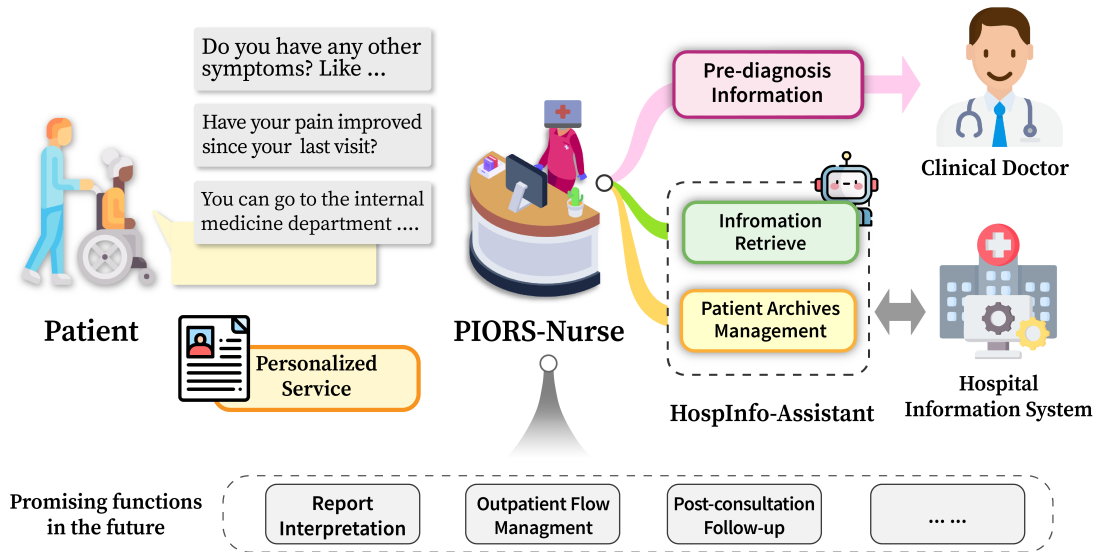 Do you have any other
symptoms? Like ...
Have your pain improved
since your last visit?
You can go to the internal
medicine department ....
Patient
Personalized
Service
PIORS-Nurse
Pre-diagnosis
Information
Clinical Doctor
Infromation
Retrieve
Patient Archives
Management
HospInfo-Assistant
Hospital
Information System
Promising functions
in the future
Report
Interpretation
Outpatient Flow
Managment
Post-consultation
Follow-up
... ...